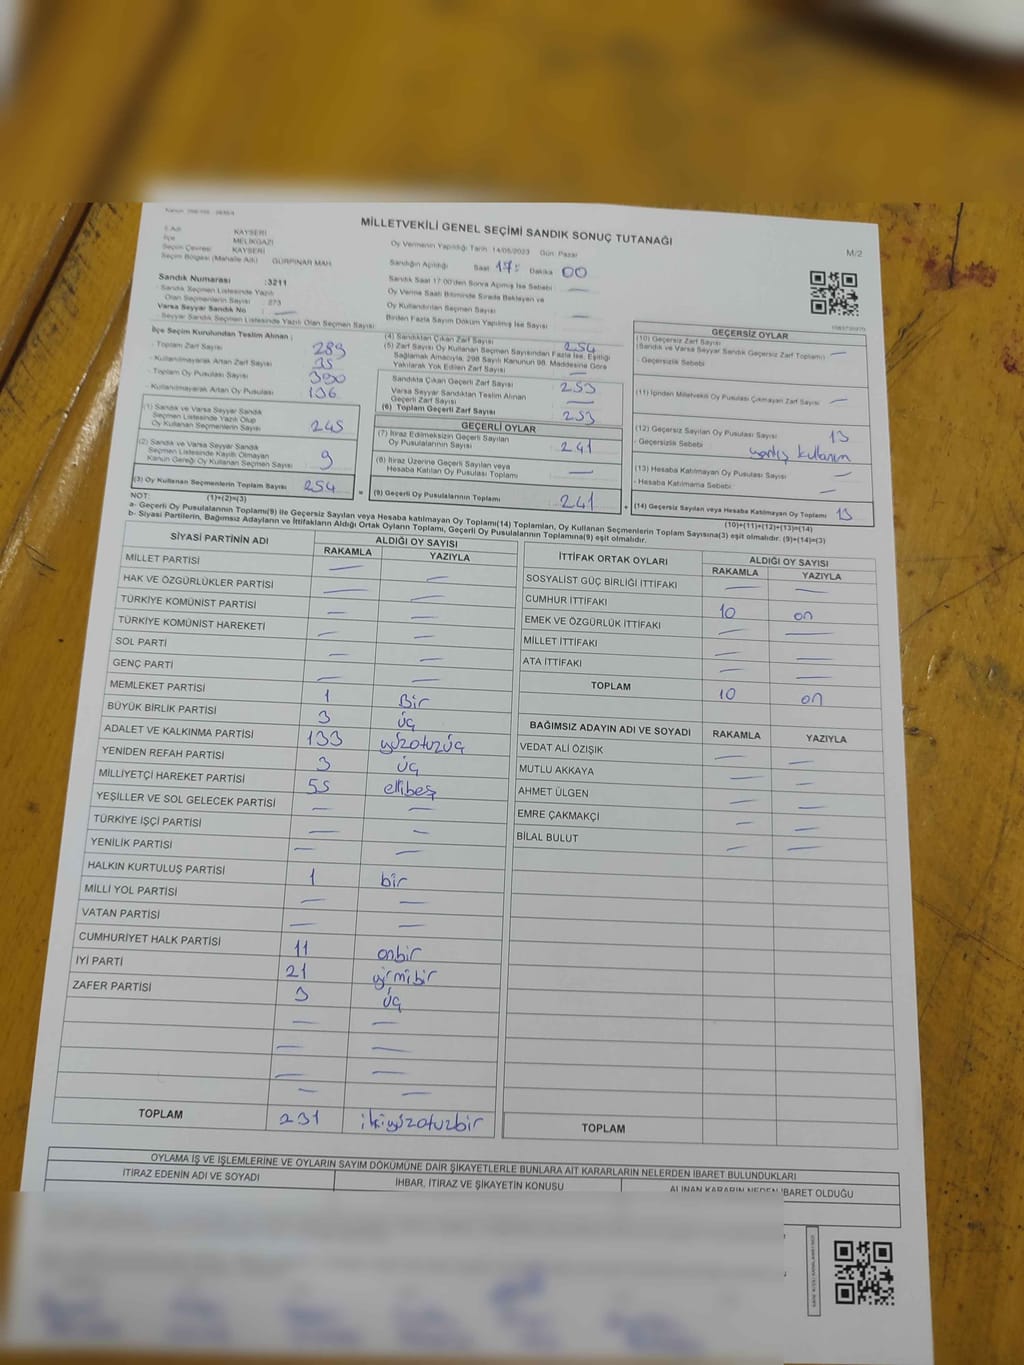 MİLLETVEKİLİ GENEL SEÇİMİ SANDIK SONUÇ TUTANAĞI
M/2
İl Adı KAYSERİ
İlçe MELİKGAZİ
Seçim Çevresi KAYSERİ
Seçim Bölgesi (Mahalle Adı) GÜRPINAR MAH
Sandık Numarası :3211
- Sandık Seçmen Listesinde Yazılı
Olan Seçmenlerin Sayısı 273
Varsa Seyyar Sandık No —
- Seyyar Sandık Seçmen Listesinde Yazılı Olan Seçmen Sayısı
Oy Vermenin Yapıldığı Tarih 14/05/2023 Gün: Pazar
Sandığın Açıldığı Saat 17: Dakika 00
Sandık Saat 17:00'den Sonra Açılmış İse Sebebi —
Oy Verme Saati Bitiminde Sırada Bekleyen ve
Oy Kullandırılan Seçmen Sayısı —
Birden Fazla Sayım Döküm Yapılmış İse Sayısı
İlçe Seçim Kurulundan Teslim Alınan ;
- Toplam Zarf Sayısı 289
- Kullanılmayarak Artan Zarf Sayısı 35
- Toplam Oy Pusulası Sayısı 390
- Kullanılmayarak Artan Oy Pusulası 136
(1) Sandık ve Varsa Seyyar Sandık
Seçmen Listesinde Yazılı Olup
Oy Kullanan Seçmen Sayısı 245
(2) Sandık ve Varsa Seyyar Sandık
Seçmen Listesinde Kayıtlı Olmayan
Kanun Gereği Oy Kullanan Seçmen Sayısı 9
(3) Oy Kullanan Seçmenlerin Toplam Sayısı 254
(4) Sandıktan Çıkan Zarf Sayısı 254
(5) Zarf Sayısı Oy Kullanan Seçmen Sayısından Fazla İse, Eşitliği
Sağlamak Amacıyla, 298 Sayılı Kanunun 98. Maddesine Göre
Yakılarak Yok Edilen Zarf Sayısı —
Sandıkta Çıkan Geçerli Zarf Sayısı 253
Varsa Seyyar Sandıktan Teslim Alınan
Geçerli Zarf Sayısı —
(6) Toplam Geçerli Zarf Sayısı 253
GEÇERLİ OYLAR
(7) İtiraz Edilmeksizin Geçerli Sayılan
Oy Pusulalarının Sayısı 241
(8) İtiraz Üzerine Geçerli Sayılan veya
Hesaba Katılan Oy Pusulası Toplamı —
= (9) Geçerli Oy Pusulalarının Toplamı 241
GEÇERSİZ OYLAR
(10) Geçersiz Zarf Sayısı
(Sandık ve Varsa Seyyar Sandık Geçersiz Zarf Toplamı) —
- Geçersizlik Sebebi
(11) İçinden Milletvekili Oy Pusulası Çıkmayan Zarf Sayısı —
(12) Geçersiz Sayılan Oy Pusulası Sayısı 13
- Geçersizlik Sebebi yanlış kullanım
(13) Hesaba Katılmayan Oy Pusulası Sayısı —
- Hesaba Katılmama Sebebi —
+ (14) Geçersiz Sayılan veya Hesaba Katılmayan Oy Toplamı 13
NOT: (1)+(2)=(3)
(10)+(11)+(12)+(13)=(14)
a- Geçerli Oy Pusulasının Toplamı(9) ile Geçersiz Sayılan veya Hesaba katılmayan Oy Toplamı(14) Toplamları, Oy Kullanan Seçmenlerin Toplam Sayısına(3) eşit olmalıdır. (9)+(14)=(3)
b- Siyasi Partilerin, Bağımsız Adayların ve İttifakların Aldığı Ortak Oyların Toplamı, Geçerli Oy Pusulalarının Toplamına(9) eşit olmalıdır.
SİYASİ PARTİNİN ADI ALDIĞI OY SAYISI
RAKAMLA YAZIYLA
MİLLET PARTİSİ — —
HAK VE ÖZGÜRLÜKLER PARTİSİ — —
TÜRKİYE KOMÜNİST PARTİSİ — —
TÜRKİYE KOMÜNİST HAREKETİ — —
SOL PARTİ — —
GENÇ PARTİ — —
MEMLEKET PARTİSİ 1 Bir
BÜYÜK BİRLİK PARTİSİ 3 üç
ADALET VE KALKINMA PARTİSİ 133 yüzotuzüç
YENİDEN REFAH PARTİSİ 3 üç
MİLLİYETÇİ HAREKET PARTİSİ 55 ellibeş
YEŞİLLER VE SOL GELECEK PARTİSİ — —
TÜRKİYE İŞÇİ PARTİSİ — —
YENİLİK PARTİSİ — —
HALKIN KURTULUŞ PARTİSİ 1 bir
MİLLİ YOL PARTİSİ — —
VATAN PARTİSİ — —
CUMHURİYET HALK PARTİSİ 11 onbir
İYİ PARTİ 21 yirmibir
ZAFER PARTİSİ 3 üç
— —
— —
— —
— —
TOPLAM 231 ikiyüzotuzbir
İTTİFAK ORTAK OYLARI ALDIĞI OY SAYISI
RAKAMLA YAZIYLA
SOSYALİST GÜÇ BİRLİĞİ İTTİFAKI — —
CUMHUR İTTİFAKI 10 on
EMEK VE ÖZGÜRLÜK İTTİFAKI — —
MİLLET İTTİFAKI — —
ATA İTTİFAKI — —
TOPLAM 10 on
BAĞIMSIZ ADAYIN ADI VE SOYADI RAKAMLA YAZIYLA
VEDAT ALİ ÖZIŞIK — —
MUTLU AKKAYA — —
AHMET ÜLGEN — —
EMRE ÇAKMAKÇİ — —
BİLAL BULUT — —
TOPLAM
OYLAMA İŞ VE İŞLEMLERİNE VE OYLARIN SAYIM DÖKÜMÜNE DAİR ŞİKAYETLERLE BUNLARA AİT KARARLARIN NELERDEN İBARET BULUNDUKLARI
İTİRAZ EDENİN ADI VE SOYADI İHBAR, İTİRAZ VE ŞİKAYETİN KONUSU ALINAN KARARIN NEDEN İBARET OLDUĞU